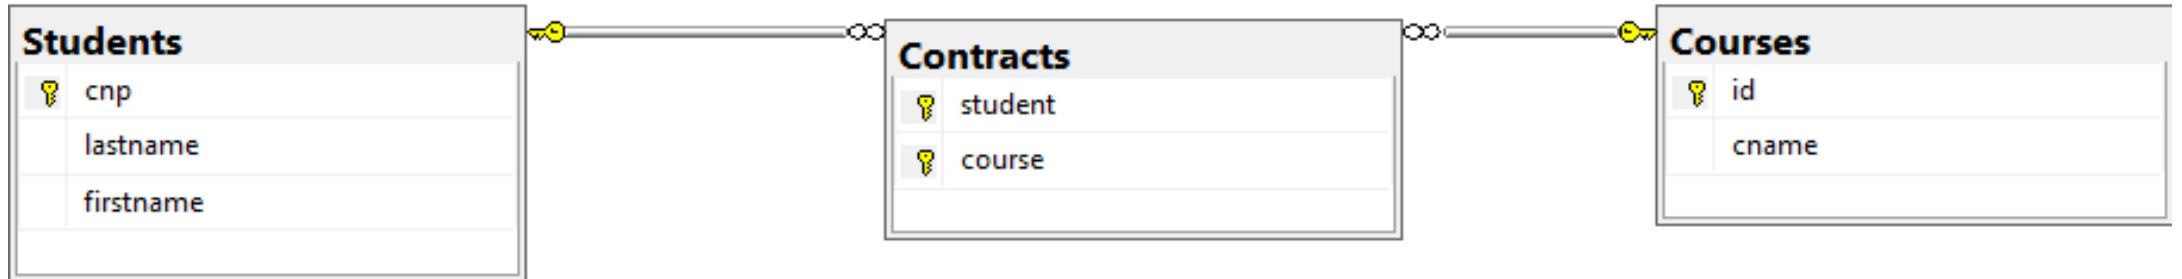 Students
cnp
lastname
firstname
Contracts
student
course
Courses
id
cname